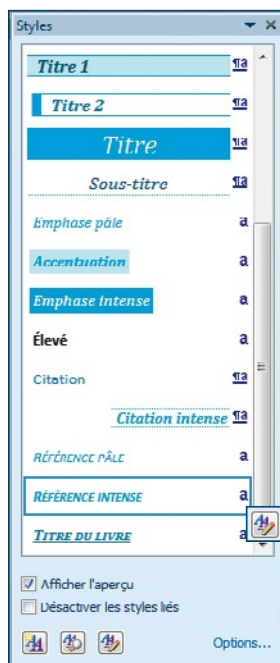 Styles
Titre 1 ¶a
Titre 2 ¶a
Titre ¶a
Sous-titre ¶a
Emphase pâle a
Accentuation a
Emphase intense a
Élevé a
Citation ¶a
Citation intense ¶a
RÉFÉRENCE PÂLE a
RÉFÉRENCE INTENSE a
TITRE DU LIVRE a
Afficher l'aperçu
Désactiver les styles liés
Options...